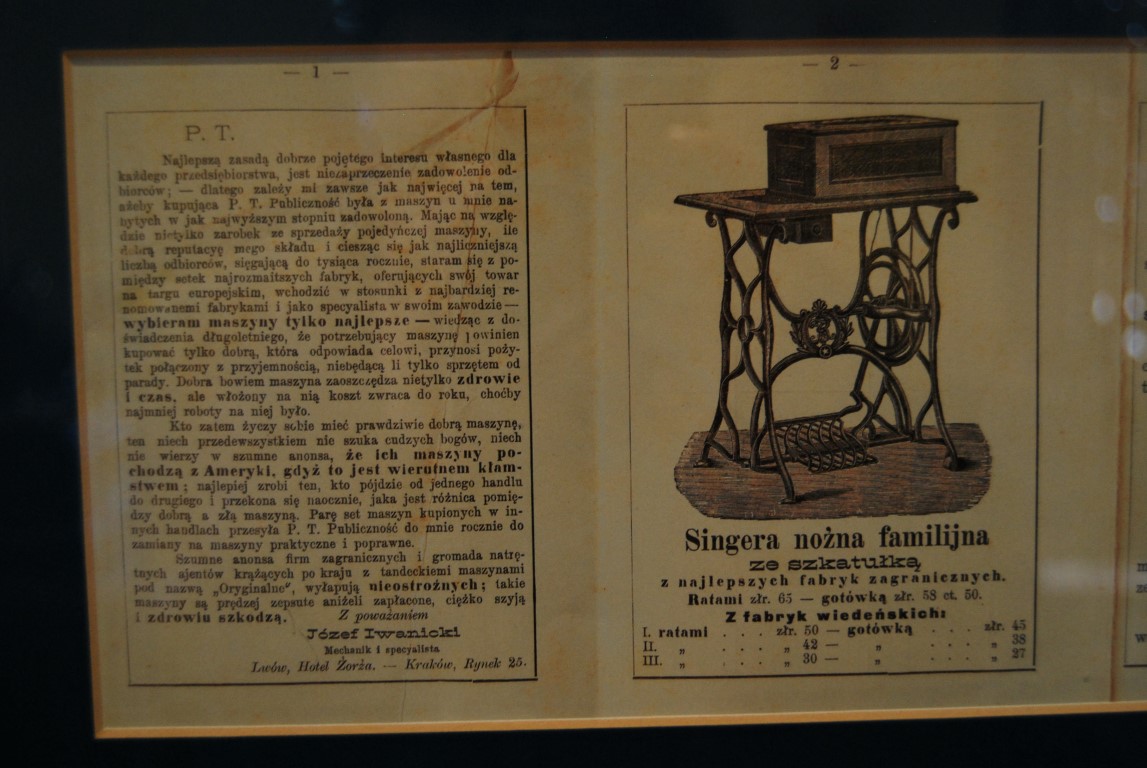 — 1 —
P. T.
Najlepszą zasadą dobrze pojętego interesu własnego dla
każdego przedsiębiorstwa, jest niezaprzeczenie zadowolenie od-
biorców; — dlatego zależy mi zawsze jak najwięcej na tem,
ażeby kupująca P. T. Publiczność była z maszyn u mnie na-
bytych w jak najwyższym stopniu zadowoloną. Mając na wzglę-
dzie nietylko zarobek ze sprzedaży pojedyńczej maszyny, ile
dobrą reputacyę mego składu i ciesząc się jak najliczniejszą
liczbą odbiorców, sięgającą do tysiąca rocznie, staram się z po-
między setek najrozmaitszych fabryk, oferujących swój towar
na targu europejskim, wchodzić w stosunki z najbardziej re-
nomowanemi fabrykami i jako specyalista w swoim zawodzie —
wybieram maszyny tylko najlepsze — wiedząc z do-
świadczenia długoletniego, że potrzebujący maszyny powinien
kupować tylko dobrą, która odpowiada celowi, przynosi poży-
tek połączony z przyjemnością, niebędącą li tylko sprzętem od
parady. Dobra bowiem maszyna zaoszczędza nietylko zdrowie
i czas, ale włożony na nią koszt zwraca do roku, choćby
najmniej roboty na niej było.
Kto zatem życzy sobie mieć prawdziwie dobrą maszynę,
ten niech przedewszystkiem nie szuka cudzych bogów, niech
nie wierzy w szumne anonsa, że ich maszyny po-
chodzą z Ameryki, gdyż to jest wierutnem kłam-
stwem; najlepiej zrobi ten, kto pójdzie od jednego handlu
do drugiego i przekona się naocznie, jaka jest różnica pomię-
dzy dobrą a złą maszyną. Parę set maszyn kupionych w in-
nych handlach przesyła P. T. Publiczność do mnie rocznie do
zamiany na maszyny praktyczne i poprawne.
Szumne anonsa firm zagranicznych i gromada natrę-
tnych ajentów krążących po kraju z tandeckiemi maszynami
pod nazwą „Oryginalne", wyłapują nieostrożnych; takie
maszyny są prędzej zepsute aniżeli zapłacone, ciężko szyją
i zdrowiu szkodzą. Z poważaniem
Józef Iwanicki
Mechanik i specyalista
Lwów, Hotel Żorża. — Kraków, Rynek 25.
— 2 —
Singera nożna familijna
ze szkatułką
z najlepszych fabryk zagranicznych.
Ratami złr. 65 — gotówką złr. 58 ct. 50.
Z fabryk wiedeńskich:
I. ratami . . . złr. 50 — gotówką . . . złr. 45
II. „ . . . „ 42 — „ . . . „ 38
III. „ . . . „ 30 — „ . . . „ 27